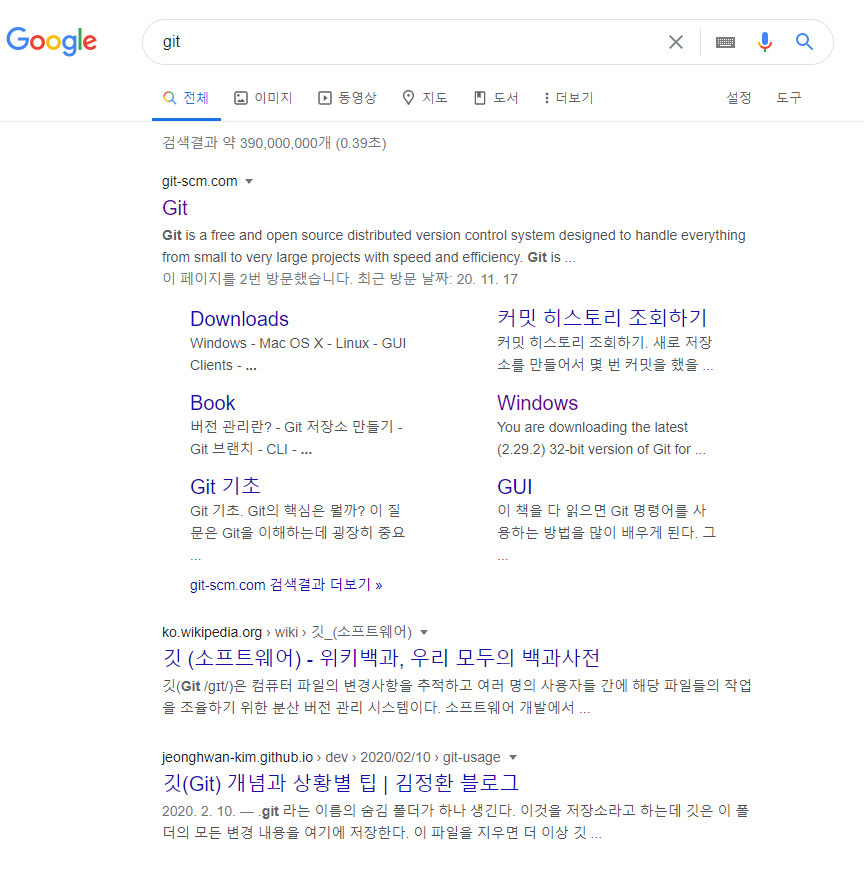 Google
git
전체 이미지 동영상 지도 도서 더보기 설정 도구
검색결과 약 390,000,000개 (0.39초)
git-scm.com
Git
Git is a free and open source distributed version control system designed to handle everything
from small to very large projects with speed and efficiency. Git is ...
이 페이지를 2번 방문했습니다. 최근 방문 날짜: 20. 11. 17
Downloads
Windows - Mac OS X - Linux - GUI
Clients - ...
커밋 히스토리 조회하기
커밋 히스토리 조회하기. 새로 저장
소를 만들어서 몇 번 커밋을 했을 ...
Book
버전 관리란? - Git 저장소 만들기 -
Git 브랜치 - CLI - ...
Windows
You are downloading the latest
(2.29.2) 32-bit version of Git for ...
Git 기초
Git 기초. Git의 핵심은 뭘까? 이 질
문은 Git을 이해하는데 굉장히 중요
...
GUI
이 책을 다 읽으면 Git 명령어를 사
용하는 방법을 많이 배우게 된다. 그
...
git-scm.com 검색결과 더보기 »
ko.wikipedia.org › wiki › 깃_(소프트웨어)
깃 (소프트웨어) - 위키백과, 우리 모두의 백과사전
깃(Git /ɡɪt/)은 컴퓨터 파일의 변경사항을 추적하고 여러 명의 사용자들 간에 해당 파일들의 작업
을 조율하기 위한 분산 버전 관리 시스템이다. 소프트웨어 개발에서 ...
jeonghwan-kim.github.io › dev › 2020/02/10 › git-usage
깃(Git) 개념과 상황별 팁 | 김정환 블로그
2020. 2. 10. — .git 라는 이름의 숨김 폴더가 하나 생긴다. 이것을 저장소라고 하는데 깃은 이 폴
더의 모든 변경 내용을 여기에 저장한다. 이 파일을 지우면 더 이상 깃 ...